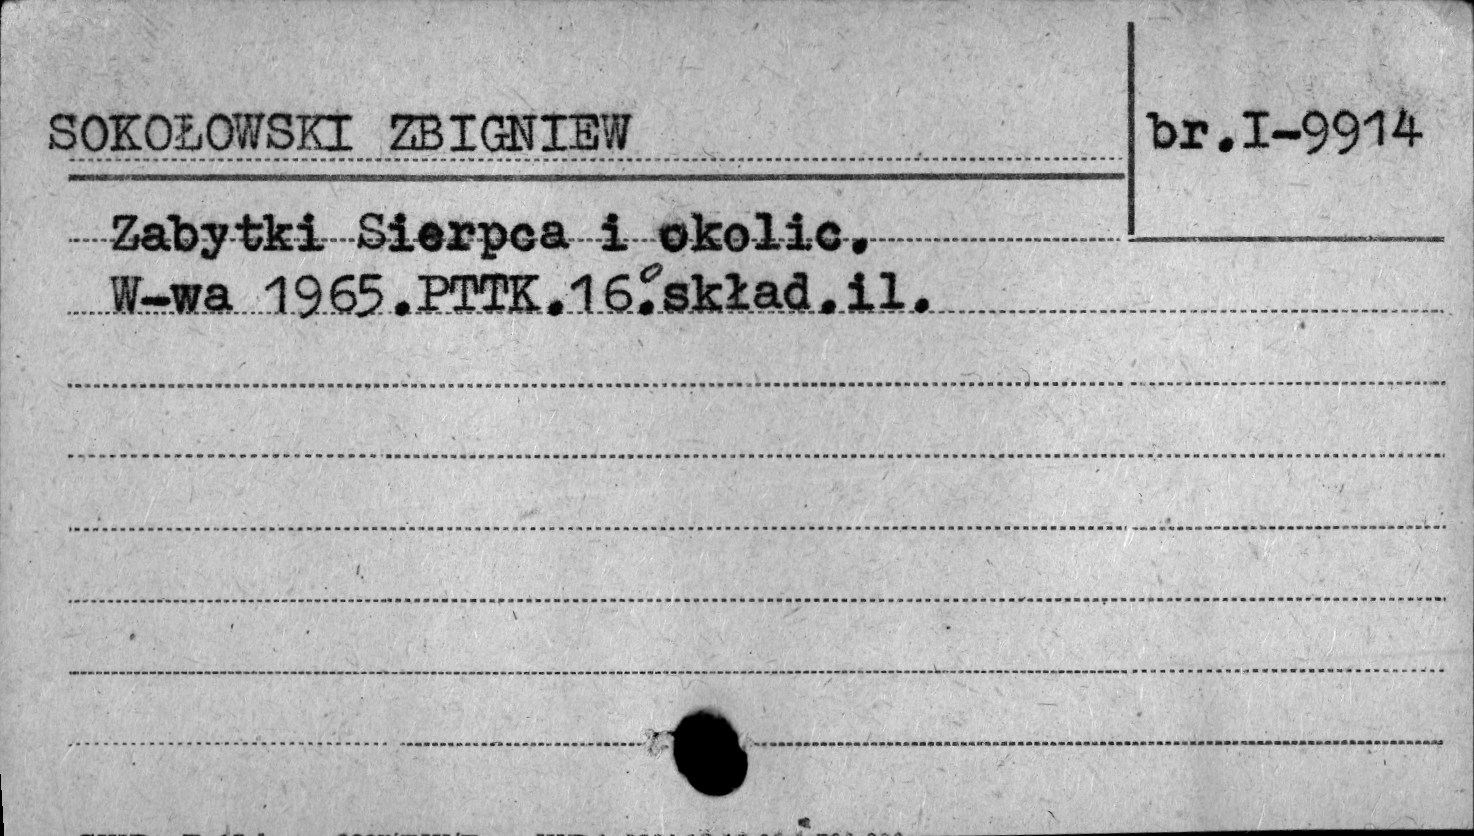 SOKOŁOWSKI ZBIGNIEW
br.I-9914
Zabytki Sierpca i okolic.
W-wa 1965.PTTK.16°.skład.il.